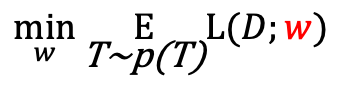 min E L(D; w)
w T~p(T)